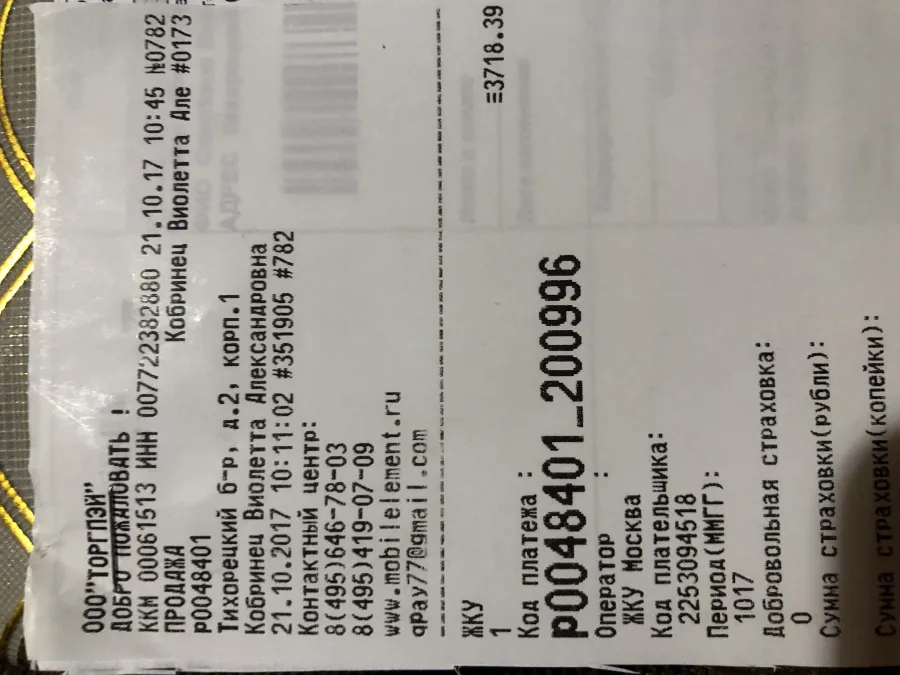 ООО"ТОРГПЭЙ"
ДОБРО ПОЖАЛОВАТЬ !
ККМ 00061513 ИНН 007722382880 21.10.17 10:45 №0782
ПРОДАЖА Кобринец Виолетта Але #0173
p0048401
Тихорецкий б-р, д.2, корп.1
Кобринец Виолетта Александровна
21.10.2017 10:11:02 #351905 #782
Контактный центр:
8(495)646-78-03
8(495)419-07-09
www.mobilelement.ru
qpay77@gmail.com
ЖКУ
1 =3718.39
Код платежа :
p0048401_200996
Оператор :
ЖКУ Москва
Код плательщика:
2253094518
Период(ММГГ):
1017
Добровольная страховка:
0
Сумма страховки(рубли):
Сумма страховки(копейки):